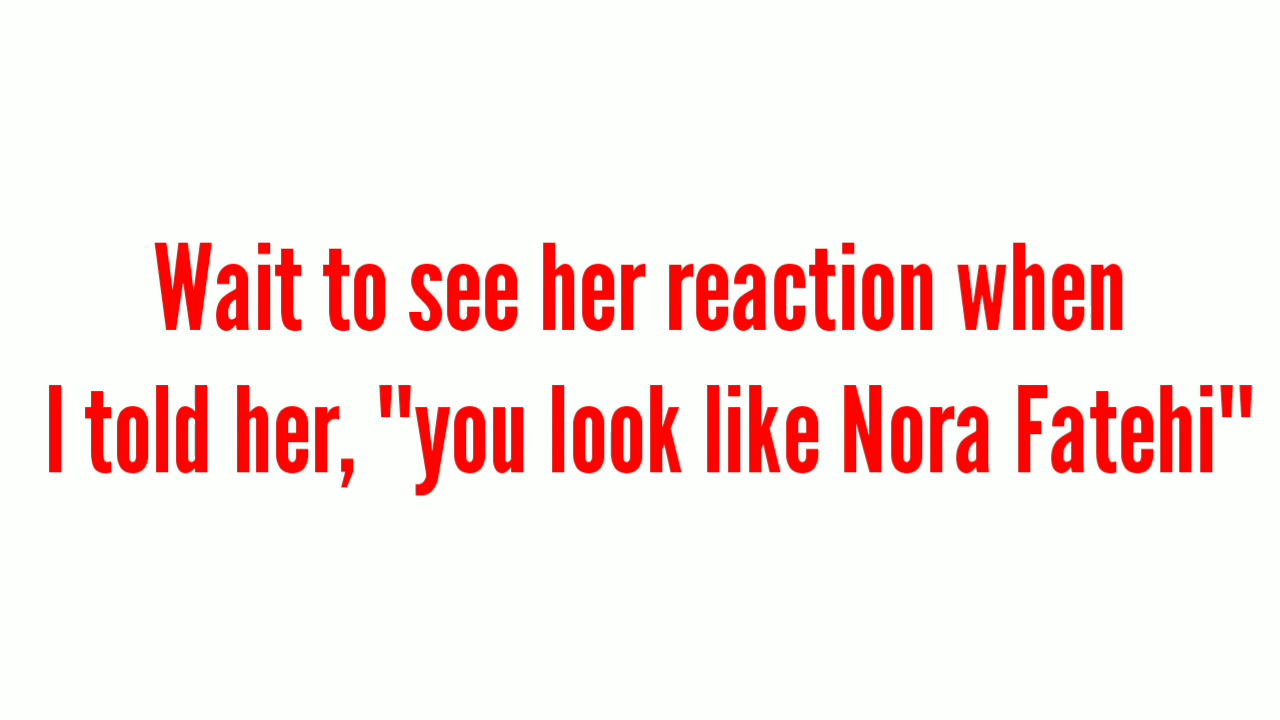 Wait to see her reaction when
I told her, "you look like Nora Fatehi"